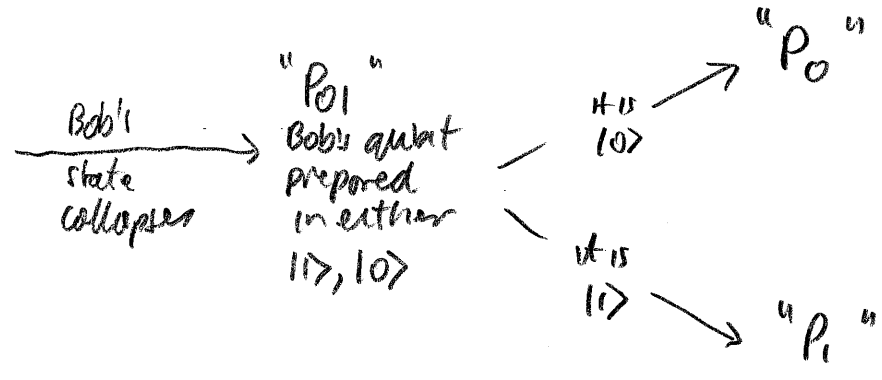 Bob's
state
collapses
"P01"
Bob's qubit
prepared
in either
|1>, |0>
it is
|0>
"P0"
it is
|1>
"P1"